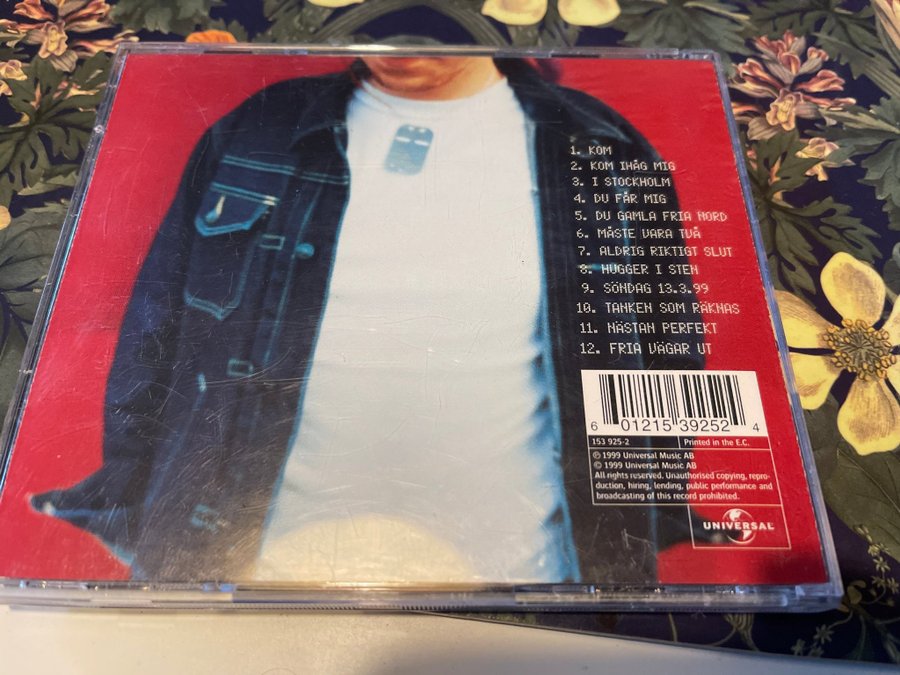 1. KOM
2. KOM IHÅG MIG
3. I STOCKHOLM
4. DU FÅR MIG
5. DU GAMLA FRIA NORD
6. MÅSTE VARA TVÅ
7. ALDRIG RIKTIGT SLUT
8. HUGGER I STEN
9. SÖNDAG 13.3.99
10. TANKEN SOM RÄKNAS
11. NÄSTAN PERFEKT
12. FRIA VÄGAR UT
6 01215 39252 4
153 925-2 Printed in the E.C.
℗ 1999 Universal Music AB
© 1999 Universal Music AB
All rights reserved. Unauthorised copying, repro-
duction, hiring, lending, public performance and
broadcasting of this record prohibited.
UNIVERSAL